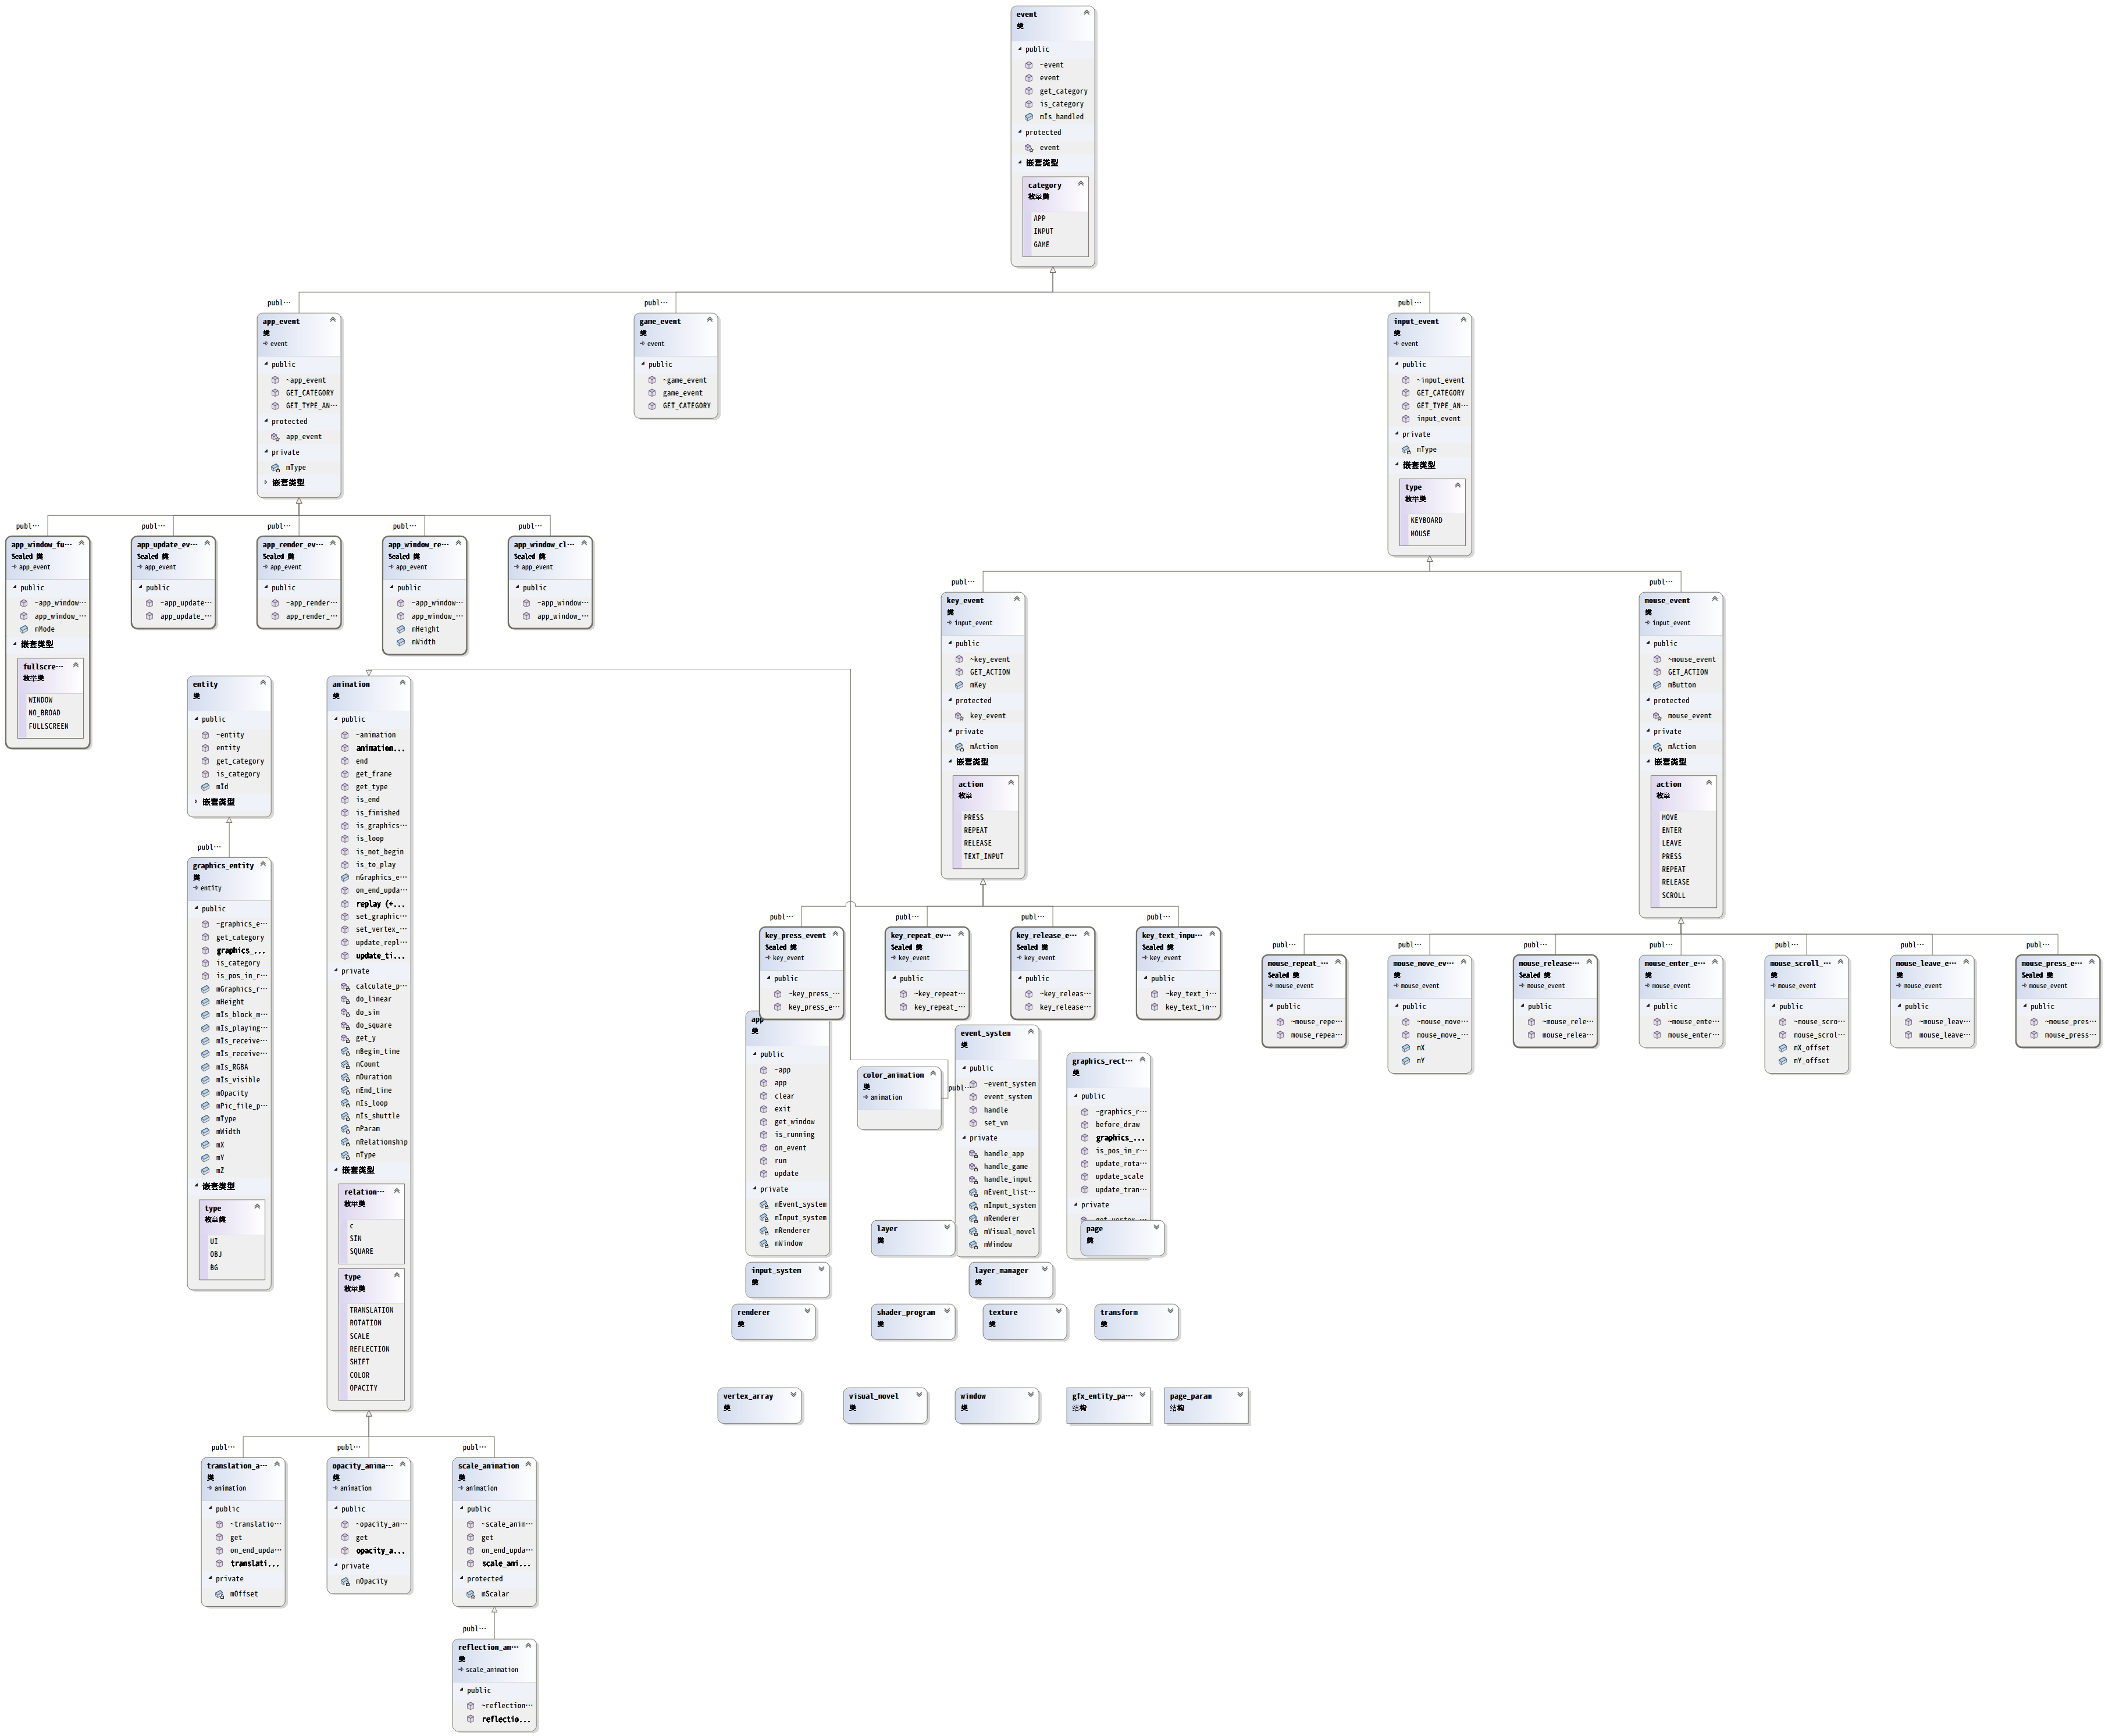 event
类
public
~event
event
get_category
is_category
mIs_handled
protected
event
嵌套类型
category
枚举类
APP
INPUT
GAME
publ…
publ…
publ…
app_event
类
event
public
~app_event
GET_CATEGORY
GET_TYPE_AN…
protected
app_event
private
mType
嵌套类型
game_event
类
event
public
~game_event
game_event
GET_CATEGORY
input_event
类
event
public
~input_event
GET_CATEGORY
GET_TYPE_AN…
input_event
private
mType
嵌套类型
type
枚举类
KEYBOARD
MOUSE
publ…
publ…
publ…
publ…
publ…
app_window_fu…
Sealed 类
app_event
public
~app_window…
app_window_…
mMode
嵌套类型
fullscre…
枚举类
WINDOW
NO_BROAD
FULLSCREEN
app_update_ev…
Sealed 类
app_event
public
~app_update…
app_update_…
app_render_ev…
Sealed 类
app_event
public
~app_render…
app_render_…
app_window_re…
Sealed 类
app_event
public
~app_window…
app_window_…
mHeight
mWidth
app_window_cl…
Sealed 类
app_event
public
~app_window…
app_window_…
publ…
publ…
key_event
类
input_event
public
~key_event
GET_ACTION
mKey
protected
key_event
private
mAction
嵌套类型
action
枚举
PRESS
REPEAT
RELEASE
TEXT_INPUT
mouse_event
类
input_event
public
~mouse_event
GET_ACTION
mButton
protected
mouse_event
private
mAction
嵌套类型
action
枚举
MOVE
ENTER
LEAVE
PRESS
REPEAT
RELEASE
SCROLL
entity
类
public
~entity
entity
get_category
is_category
mId
嵌套类型
publ…
graphics_entity
类
entity
public
~graphics_e…
get_category
graphics_...
is_category
is_pos_in_r…
mGraphics_r…
mHeight
mIs_block_m…
mIs_playing…
mIs_receive…
mIs_receive…
mIs_RGBA
mIs_visible
mOpacity
mPic_file_p…
mType
mWidth
mX
mY
mZ
嵌套类型
type
枚举类
UI
OBJ
BG
animation
类
public
~animation
animation...
end
get_frame
get_type
is_end
is_finished
is_graphics…
is_loop
is_not_begin
is_to_play
mGraphics_e…
on_end_upda…
replay (+...
set_graphic…
set_vertex_…
update_repl…
update_ti...
private
calculate_p…
do_linear
do_sin
do_square
get_y
mBegin_time
mCount
mDuration
mEnd_time
mIs_loop
mIs_shuttle
mParam
mRelationship
mType
嵌套类型
relation…
枚举类
C
SIN
SQUARE
type
枚举类
TRANSLATION
ROTATION
SCALE
REFLECTION
SHIFT
COLOR
OPACITY
publ…
publ…
publ…
publ…
key_press_event
Sealed 类
key_event
public
~key_press_…
key_press_e…
key_repeat_ev…
Sealed 类
key_event
public
~key_repeat…
key_repeat_…
key_release_e…
Sealed 类
key_event
public
~key_releas…
key_release…
key_text_inpu…
Sealed 类
key_event
public
~key_text_i…
key_text_in…
publ…
publ…
publ…
publ…
publ…
publ…
publ…
mouse_repeat_…
Sealed 类
mouse_event
public
~mouse_repe…
mouse_repea…
mouse_move_ev…
类
mouse_event
public
~mouse_move…
mouse_move_…
mX
mY
mouse_release…
Sealed 类
mouse_event
public
~mouse_rele…
mouse_relea…
mouse_enter_e…
类
mouse_event
public
~mouse_ente…
mouse_enter…
mouse_scroll_…
类
mouse_event
public
~mouse_scro…
mouse_scrol…
mX_offset
mY_offset
mouse_leave_e…
类
mouse_event
public
~mouse_leav…
mouse_leave…
mouse_press_e…
Sealed 类
mouse_event
public
~mouse_pres…
mouse_press…
app
类
public
~app
app
clear
exit
get_window
is_running
on_event
run
update
private
mEvent_system
mInput_system
mRenderer
mWindow
color_animation
类
animation
publ…
event_system
类
public
~event_system
event_system
handle
set_vn
private
handle_app
handle_game
handle_input
mEvent_list…
mInput_system
mRenderer
mVisual_novel
mWindow
graphics_rect…
类
public
~graphics_r…
before_draw
graphics_...
is_pos_in_r…
update_rota…
update_scale
update_tran…
private
layer
类
page
类
input_system
类
layer_manager
类
renderer
类
shader_program
类
texture
类
transform
类
vertex_array
类
visual_novel
类
window
类
gfx_entity_pa…
结构
page_param
结构
publ…
publ…
publ…
translation_a…
类
animation
public
~translatio…
get
on_end_upda…
translati...
private
mOffset
opacity_anima…
类
animation
public
~opacity_an…
get
opacity_a...
private
mOpacity
scale_animation
类
animation
public
~scale_anim…
get
on_end_upda…
scale_ani...
protected
mScalar
publ…
reflection_an…
类
scale_animation
public
~reflection…
reflectio...